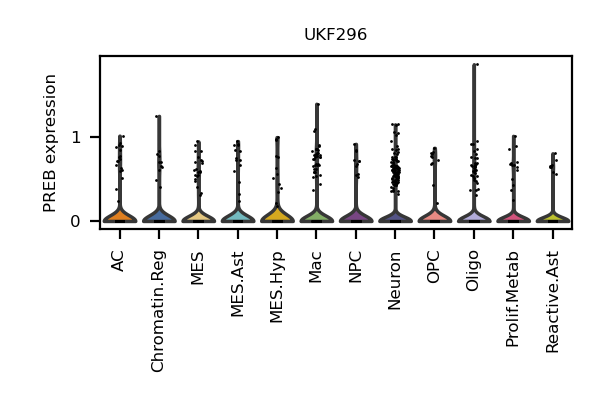 UKF296
PREB expression
1
0
AC
Chromatin.Reg
MES
MES.Ast
MES.Hyp
Mac
NPC
Neuron
OPC
Oligo
Prolif.Metab
Reactive.Ast